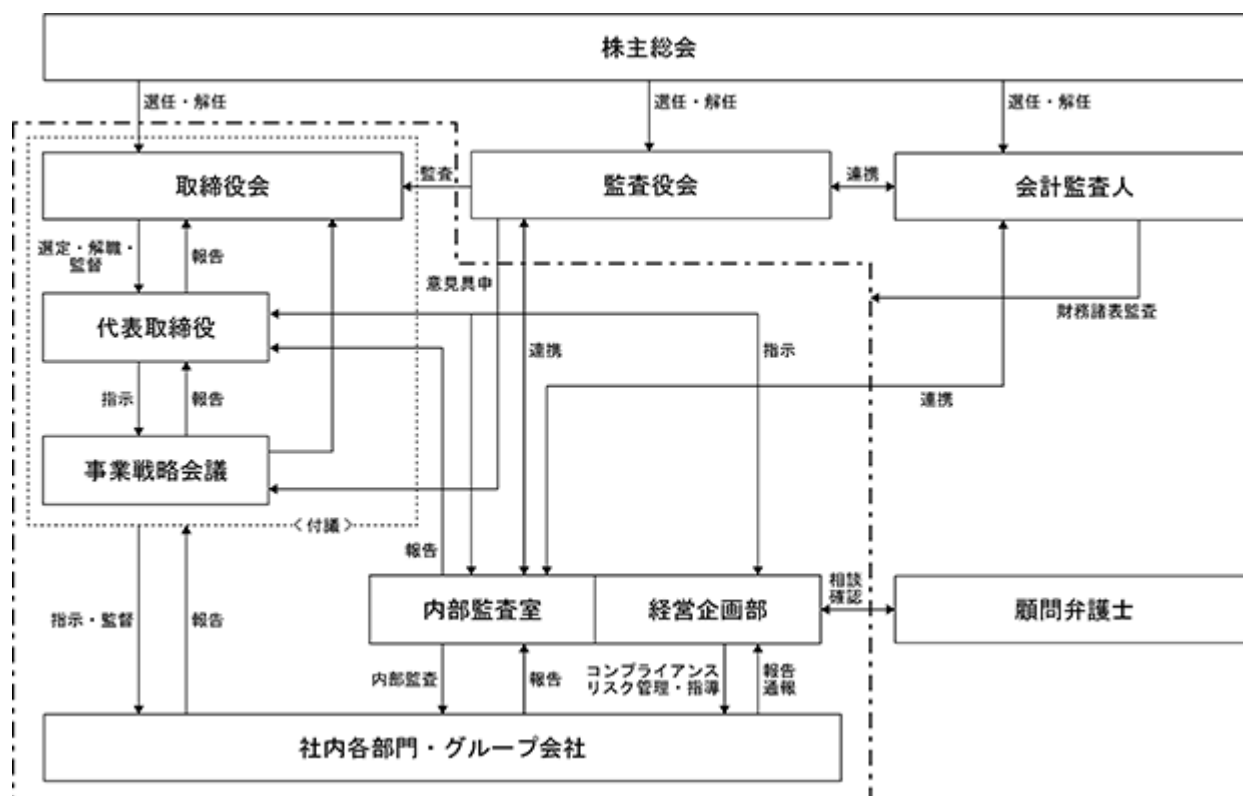 株主総会
選任・解任
選任・解任
選任・解任
取締役会
監査
監査役会
連携
会計監査人
選定・解職・
監督
報告
意見具申
財務諸表監査
代表取締役
連携
指示
指示
報告
連携
事業戦略会議
〈付議〉
報告
指示・監督
報告
内部監査室
経営企画部
相談
確認
顧問弁護士
内部監査
報告
コンプライアンス
リスク管理・指導
報告
通報
社内各部門・グループ会社